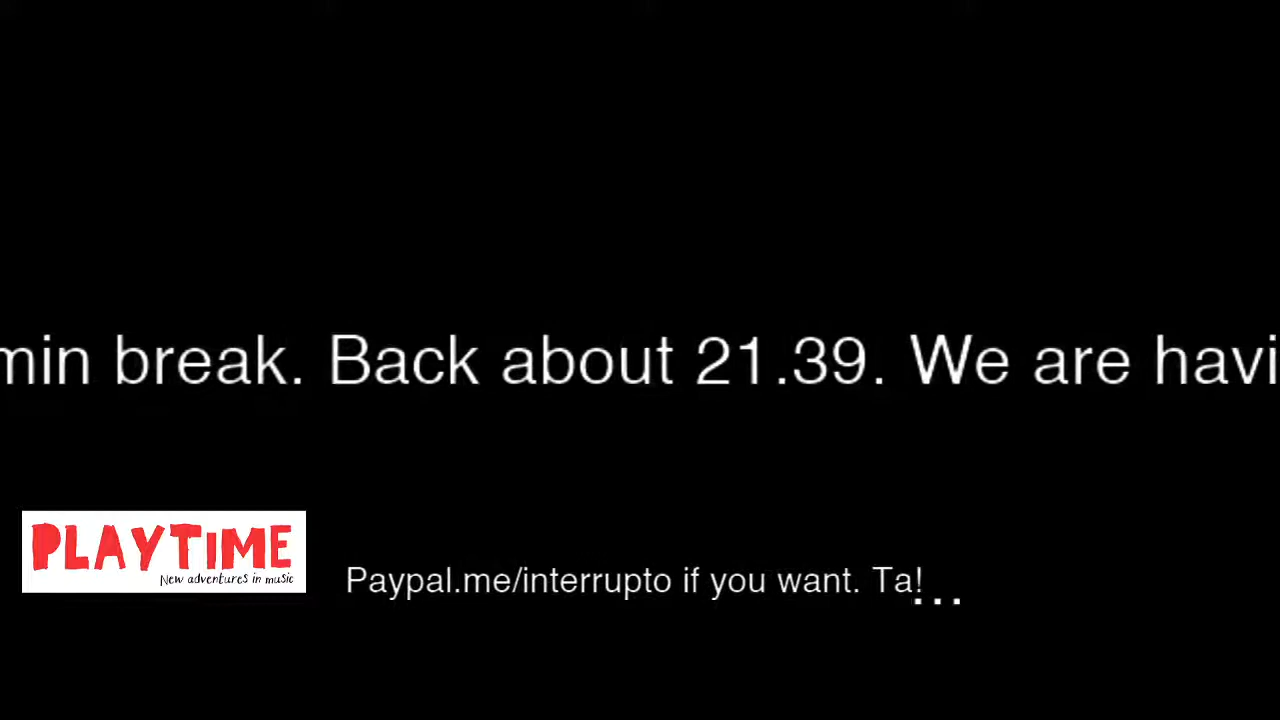 min break. Back about 21.39. We are havi
PLAYTIME
New adventures in music
Paypal.me/interrupto if you want. Ta!...